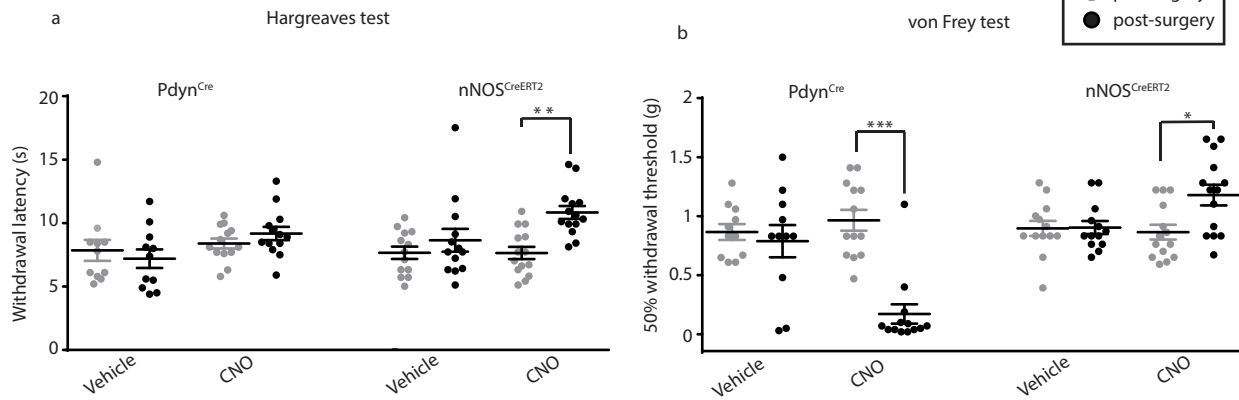 a
Hargreaves test
Pdyn^Cre
nNOS^CreERT2
**
Withdrawal latency (s)
20
15
10
5
0
Vehicle
CNO
Vehicle
CNO
post-surgery
b
von Frey test
Pdyn^Cre
nNOS^CreERT2
***
*
50% withdrawal threshold (g)
2
1.5
1
0.5
0
Vehicle
CNO
Vehicle
CNO